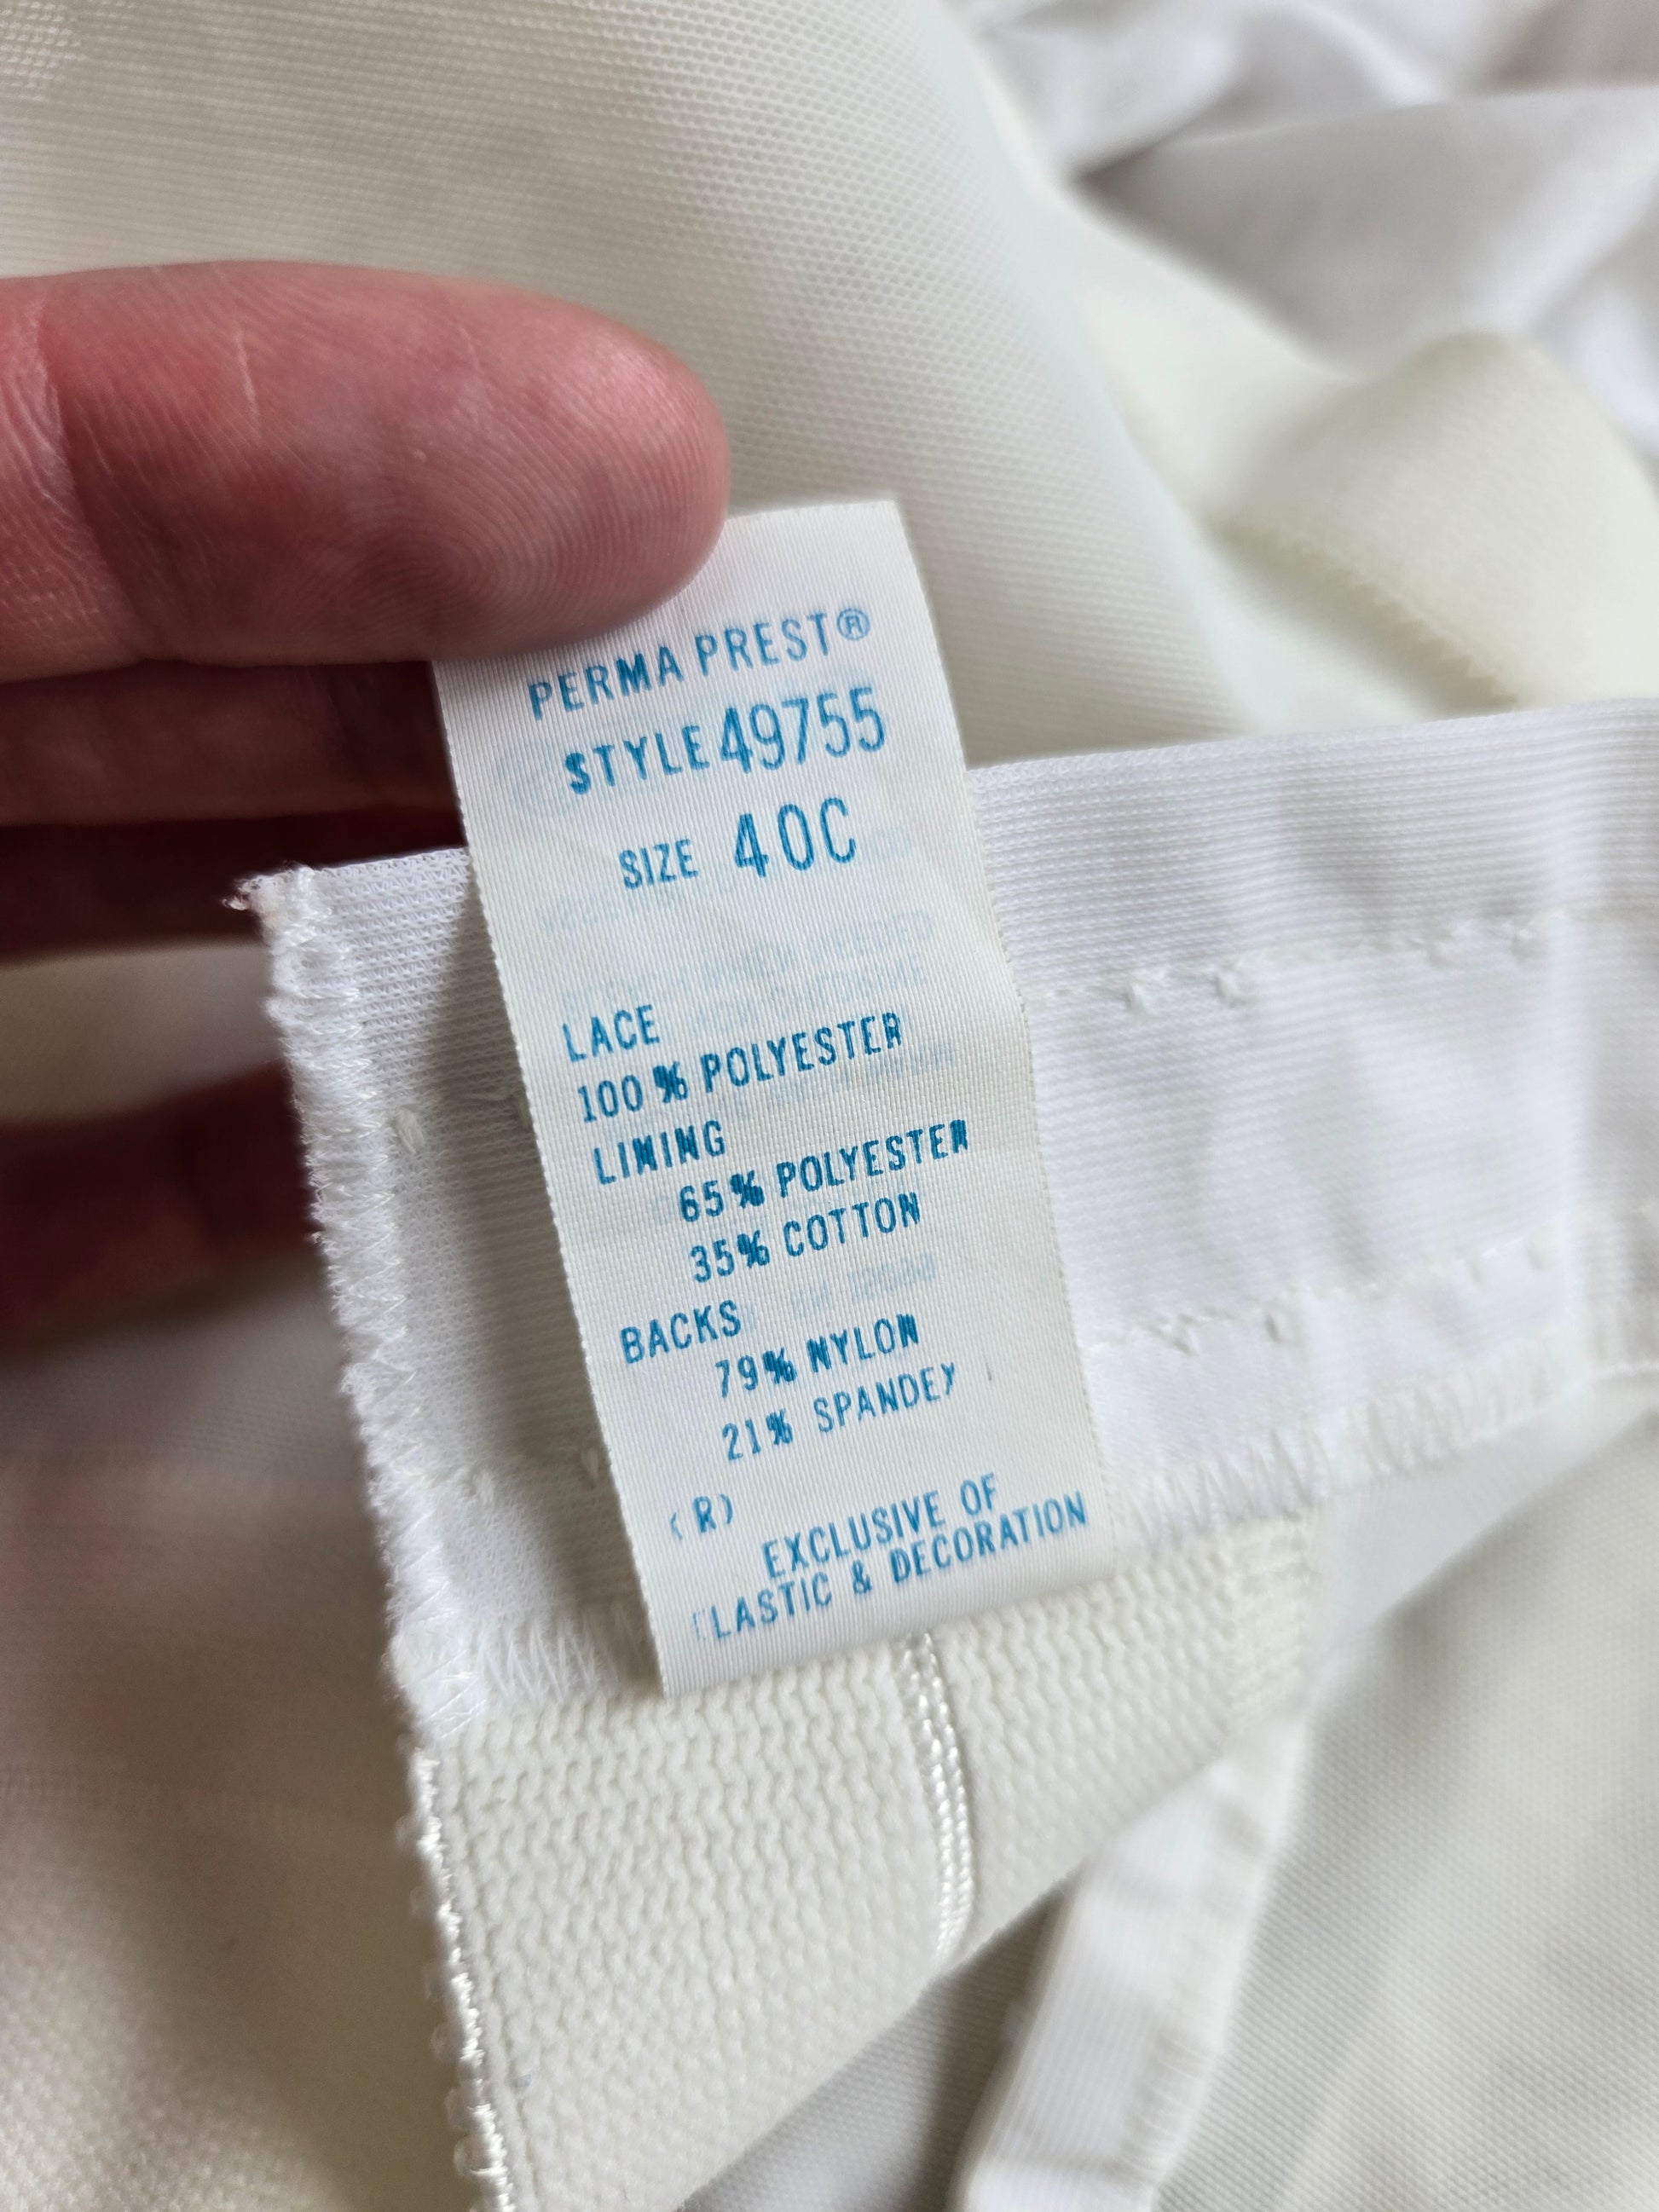 PERMA PREST®
STYLE 49755
SIZE 40C
LACE
100% POLYESTER
LINING
65% POLYESTER
35% COTTON
BACKS
79% NYLON
21% SPANDEX
(R)
EXCLUSIVE OF
ELASTIC & DECORATION